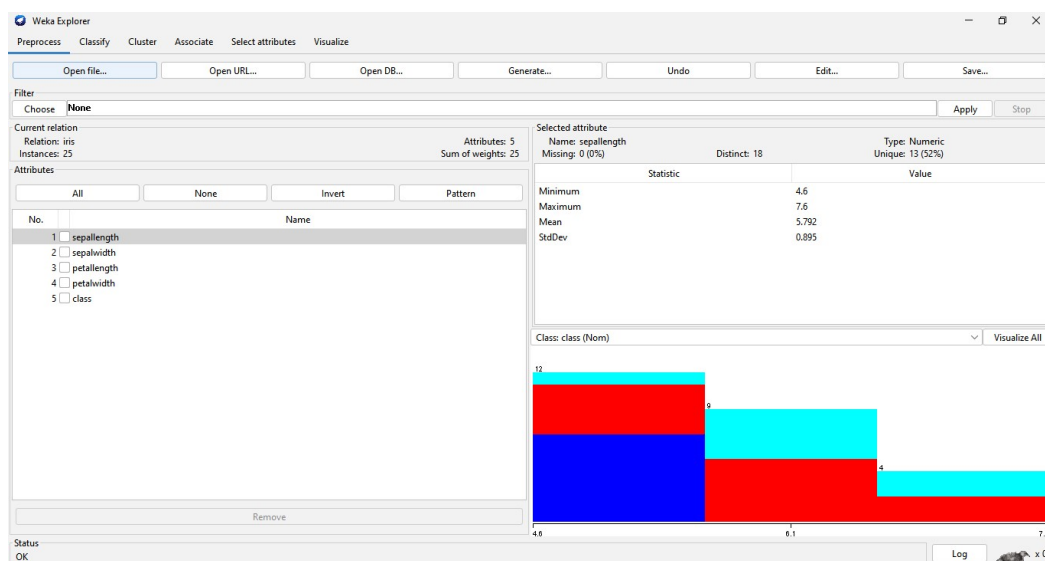 Weka Explorer
Preprocess Classify Cluster Associate Select attributes Visualize
Open file... Open URL... Open DB... Generate... Undo Edit... Save...
Filter
Choose None Apply Stop
Current relation
Relation: iris Attributes: 5
Instances: 25 Sum of weights: 25
Attributes
All None Invert Pattern
No. Name
1 sepallength
2 sepalwidth
3 petallength
4 petalwidth
5 class
Remove
Selected attribute
Name: sepallength Type: Numeric
Missing: 0 (0%) Distinct: 18 Unique: 13 (52%)
Statistic Value
Minimum 4.6
Maximum 7.6
Mean 5.792
StdDev 0.895
Class: class (Nom) Visualize All
12
9
4
4.6 6.1 7.
Status
OK Log x 0